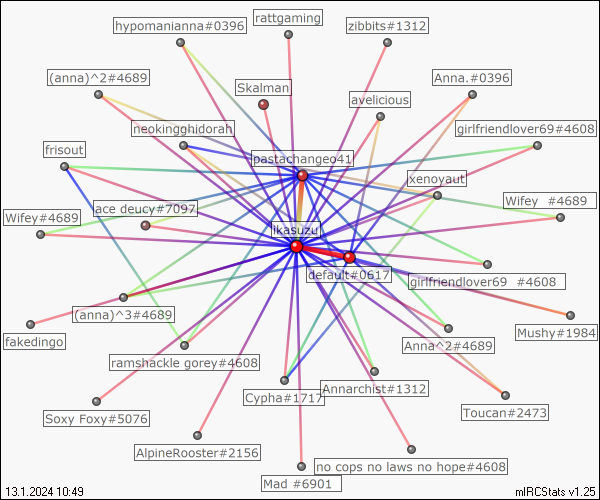 rattgaming
hypomanianna#0396
zibbits#1312
(anna)^2#4689
Anna.#0396
Skalman
avelicious
neokingghidorah
girlfriendlover69#4608
frisout
pastachangeo41
xenoyaut
Wifey #4689
ace deucy#7097
Wifey#4689
ikasuzu
default#0617
girlfriendlover69 #4608
(anna)^3#4689
Mushy#1984
fakedingo
Anna^2#4689
ramshackle gorey#4608
Annarchist#1312
Cypha#1717
Toucan#2473
Soxy Foxy#5076
AlpineRooster#2156
no cops no laws no hope#4608
Mad #6901
13.1.2024 10:49
mIRCStats v1.25